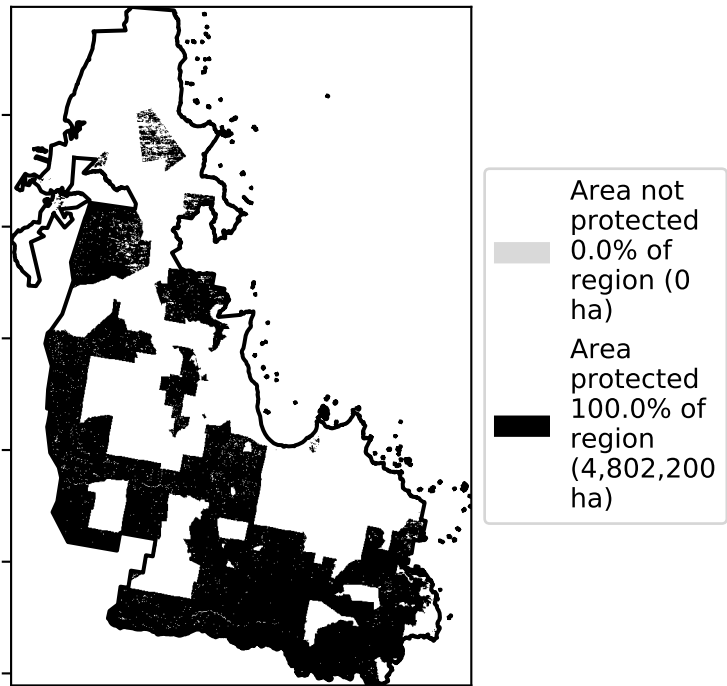 Area not
protected
0.0% of
region (0
ha)
Area
protected
100.0% of
region
(4,802,200
ha)